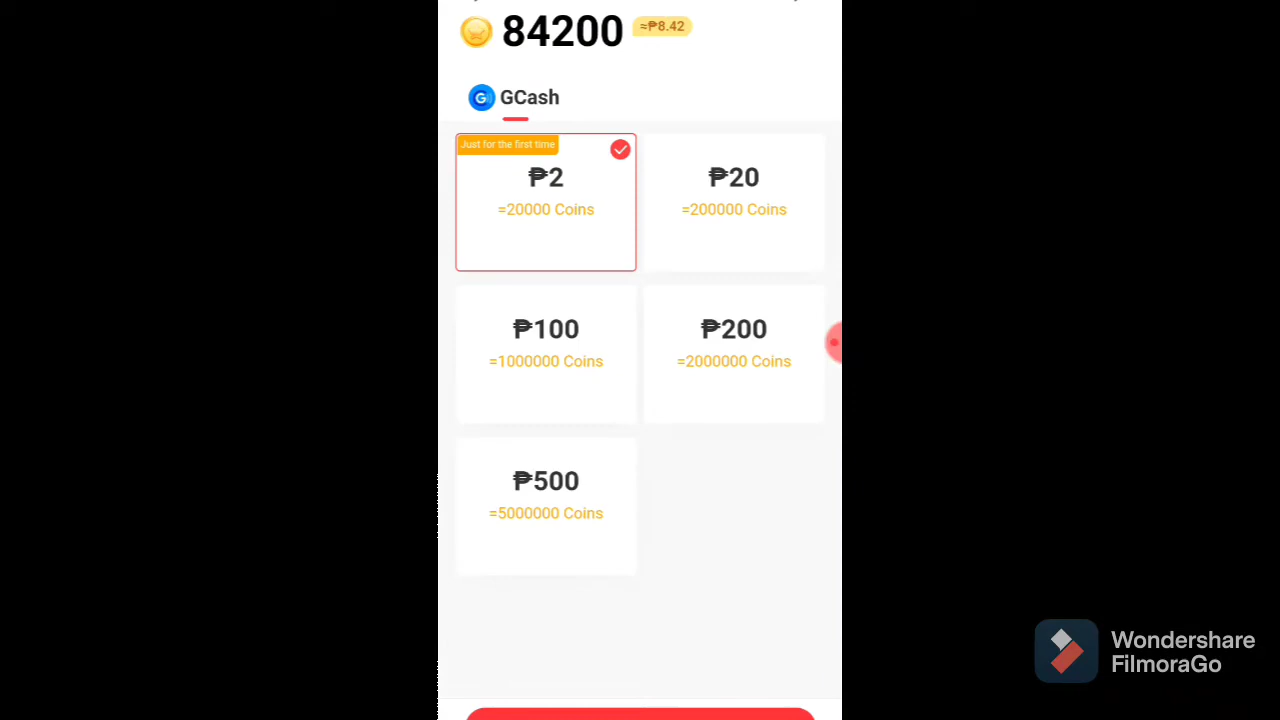 84200
≈₱8.42
GCash
Just for the first time
₱2
=20000 Coins
₱20
=200000 Coins
₱100
=1000000 Coins
₱200
=2000000 Coins
₱500
=5000000 Coins
Wondershare
FilmoraGo